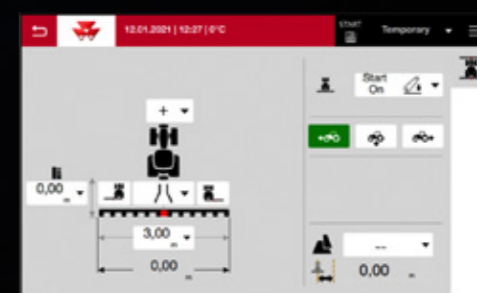 12.01.2021 | 12:27 | 0°C
START
Temporary
Start
On
+
0,00 m
3,00 m
0,00 m
--
0,00